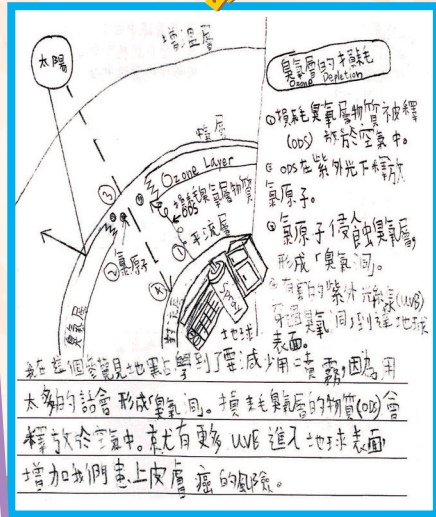 增溫層
太陽
臭氧層的損耗
Ozone Depletion
中層
①損耗臭氧層物質被釋
(ODS) 放於空氣中。
Ozone Layer
②ODS在紫外光下釋放
氯原子。
損耗臭氧層物質
ODS
③
③氯原子侵蝕臭氧層,
形成「臭氧洞。
平流層
①
②氯原子
④
④有害的紫外線(UVB)
穿過臭氧洞,到達地球
表面。
臭氧層
對流層
地球
我在這個參觀地點學到了要減少用噴霧,因為用
太多的話會形成「臭氧洞。損耗臭氧層的物質(ODS)會
釋放於空氣中。就有更多UVB進入地球表面
增加我們患上皮膚癌的風險。